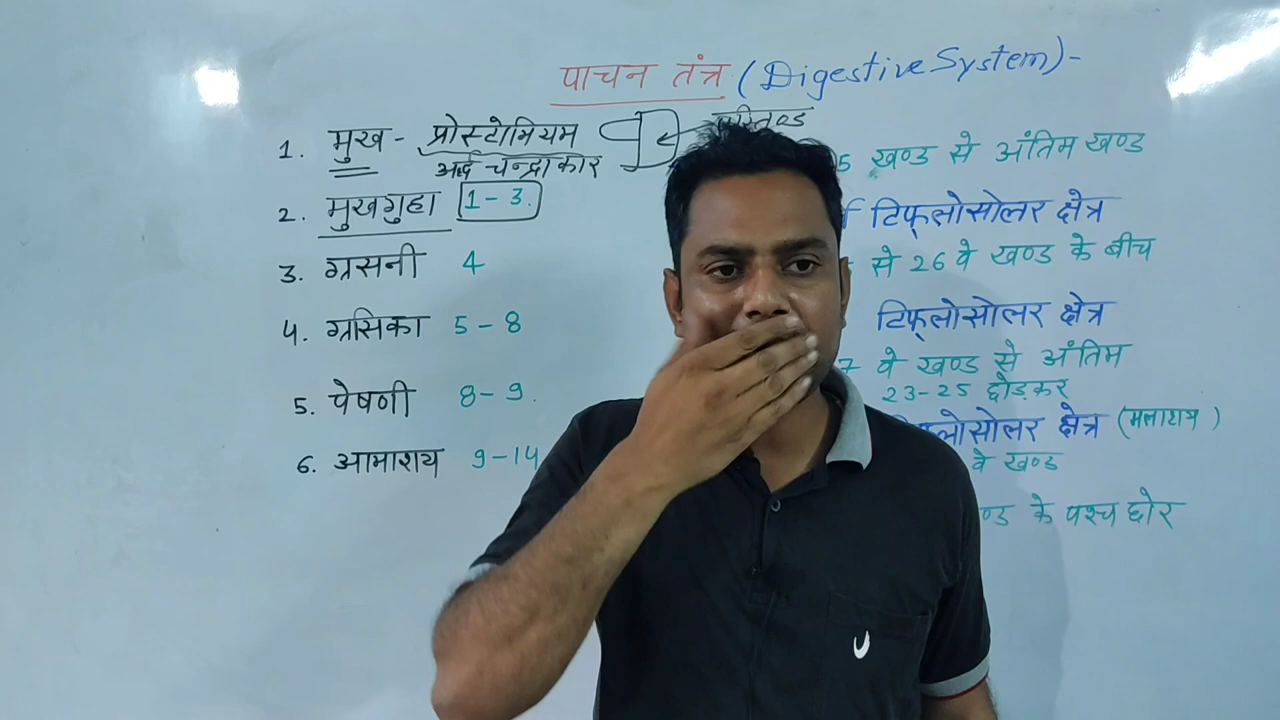 पाचन तंत्र (Digestive System)-
1. मुख - प्रोस्टोमियम
अर्द्ध चन्द्राकार
2. मुखगुहा 1-3.
3. ग्रसनी 4
4. ग्रसिका 5-8
5. पेषणी 8-9.
6. आमाशय 9-14
5 खण्ड से अंतिम खण्ड
टिफ्लोसोलर क्षेत्र
से 26 वे खण्ड के बीच
टिफ्लोसोलर क्षेत्र
7 वे खण्ड से अंतिम
23-25 छोड़कर
क्षेत्र (मलाशय)
वे खण्ड
के पश्च छोर